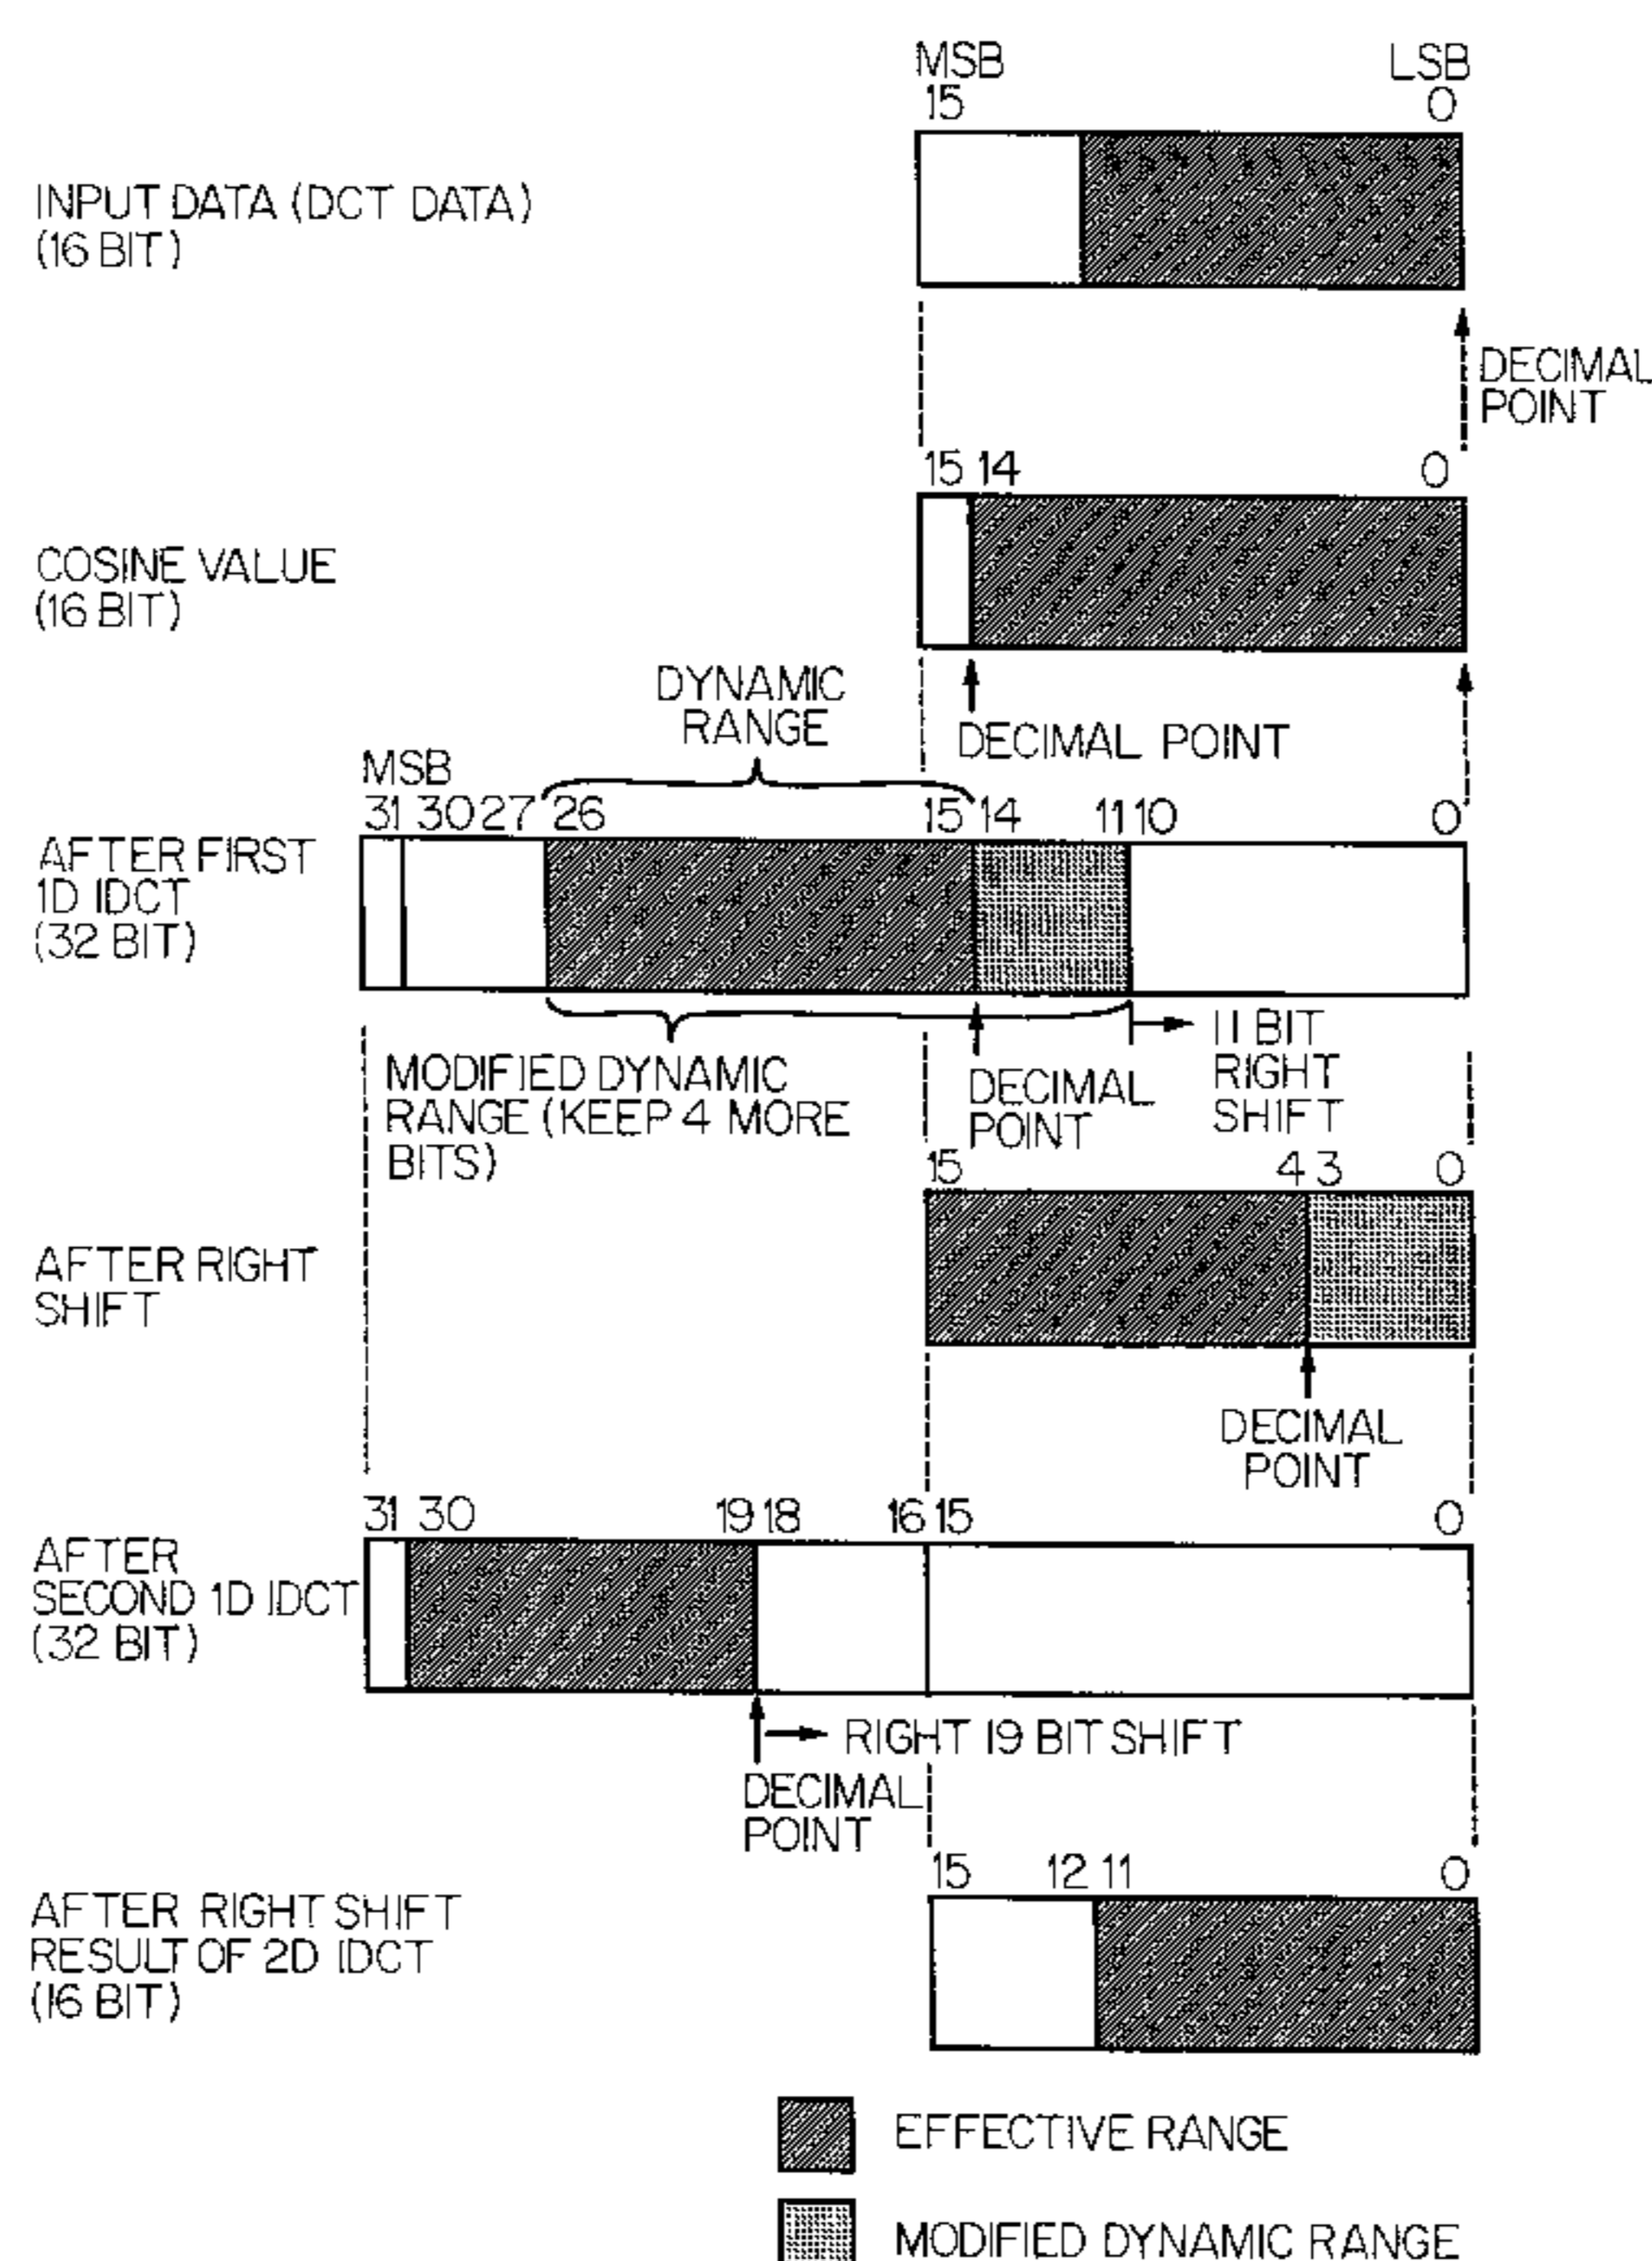 MSB LSB
15 0
INPUT DATA (DCT DATA)
(16 BIT)
DECIMAL
POINT
15 14 0
COSINE VALUE
(16 BIT)
DYNAMIC
RANGE
DECIMAL POINT
MSB
31 30 27 26 15 14 11 10 0
AFTER FIRST
1D IDCT
(32 BIT)
11 BIT
RIGHT
SHIFT
MODIFIED DYNAMIC
RANGE (KEEP 4 MORE
BITS)
DECIMAL
POINT
15 4 3 0
AFTER RIGHT
SHIFT
DECIMAL
POINT
31 30 19 18 16 15 0
AFTER
SECOND 1D IDCT
(32 BIT)
RIGHT 19 BIT SHIFT
DECIMAL
POINT
15 12 11 0
AFTER RIGHT SHIFT
RESULT OF 2D IDCT
(16 BIT)
EFFECTIVE RANGE
MODIFIED DYNAMIC RANGE